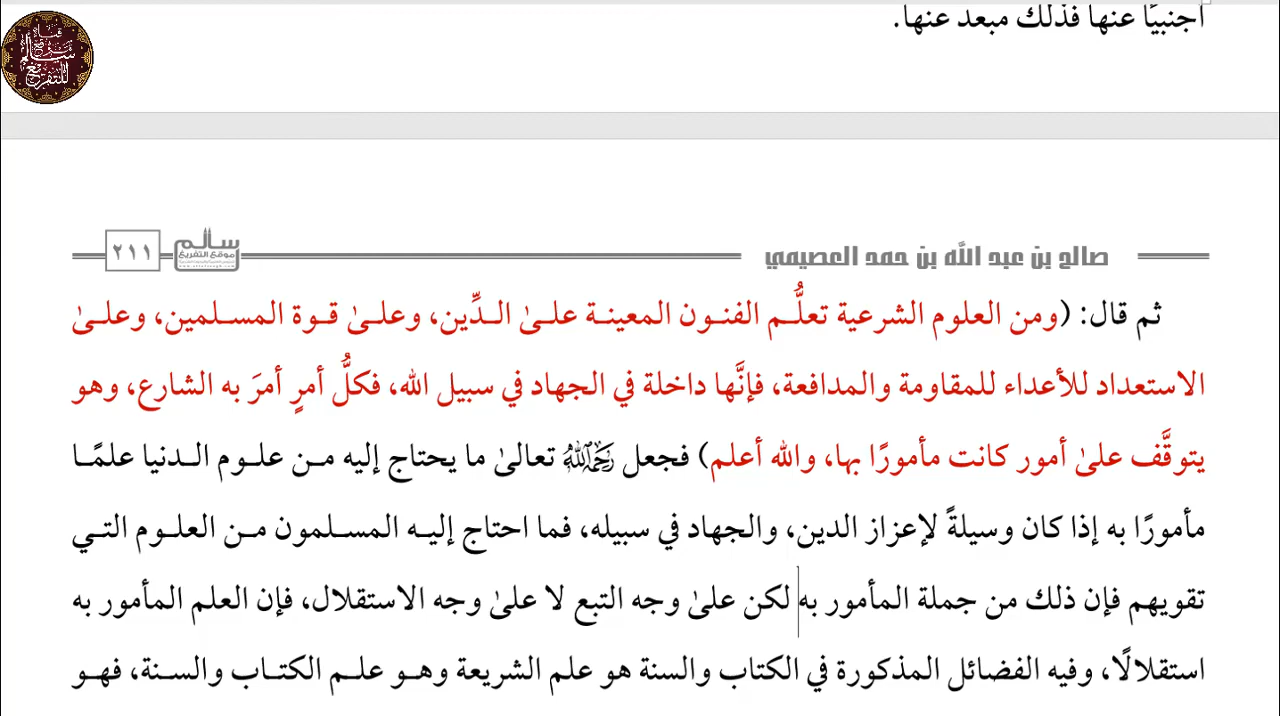 أجنبيًا عنها فذلك مبعد عنها.
صالح بن عبد الله بن حمد العصيمي
سالم
موقع التفريغ
٢١١
ثم قال: (ومن العلوم الشرعية تعلُّم الفنون المعينة علىٰ الدِّين، وعلىٰ قوة المسلمين، وعلىٰ
الاستعداد للأعداء للمقاومة والمدافعة، فإنَّها داخلة في الجهاد في سبيل الله، فكلُّ أمرٍ أمرَ به الشارع، وهو
يتوقَّف علىٰ أمور كانت مأمورًا بها، والله أعلم) فجعل رَحِمَهُ اللَّهُ تعالىٰ ما يحتاج إليه من علوم الدنيا علمًا
مأمورًا به إذا كان وسيلةً لإعزاز الدين، والجهاد في سبيله، فما احتاج إليه المسلمون من العلوم التي
تقويهم فإن ذلك من جملة المأمور به لكن علىٰ وجه التبع لا علىٰ وجه الاستقلال، فإن العلم المأمور به
استقلالًا، وفيه الفضائل المذكورة في الكتاب والسنة هو علم الشريعة وهو علم الكتاب والسنة، فهو